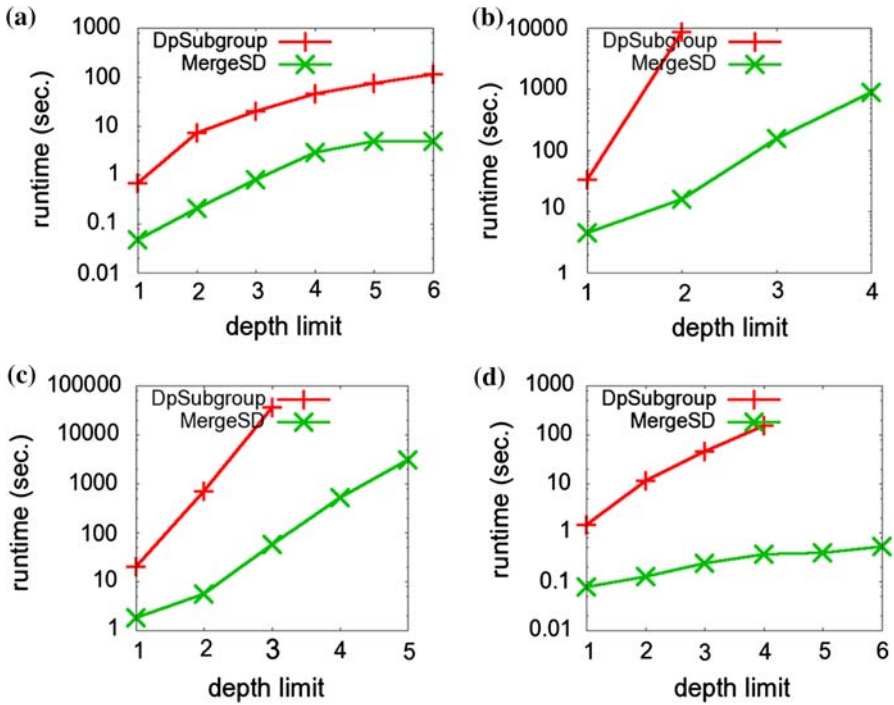 (a)
1000
100
10
1
0.1
0.01
runtime (sec.)
DpSubgroup
MergeSD
1 2 3 4 5 6
depth limit
(b)
10000
1000
100
10
1
runtime (sec.)
DpSubgroup
MergeSD
1 2 3 4
depth limit
(c)
100000
10000
1000
100
10
1
runtime (sec.)
DpSubgroup
MergeSD
1 2 3 4 5
depth limit
(d)
1000
100
10
1
0.1
0.01
runtime (sec.)
DpSubgroup
MergeSD
1 2 3 4 5 6
depth limit